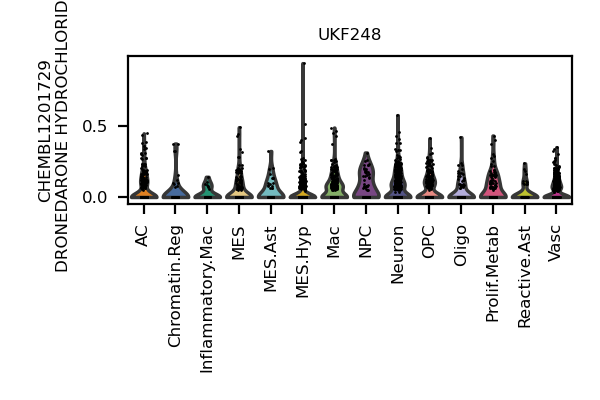 UKF248
CHEMBL1201729
DRONEDARONE HYDROCHLORID
0.5
0.0
AC
Chromatin.Reg
Inflammatory.Mac
MES
MES.Ast
MES.Hyp
Mac
NPC
Neuron
OPC
Oligo
Prolif.Metab
Reactive.Ast
Vasc